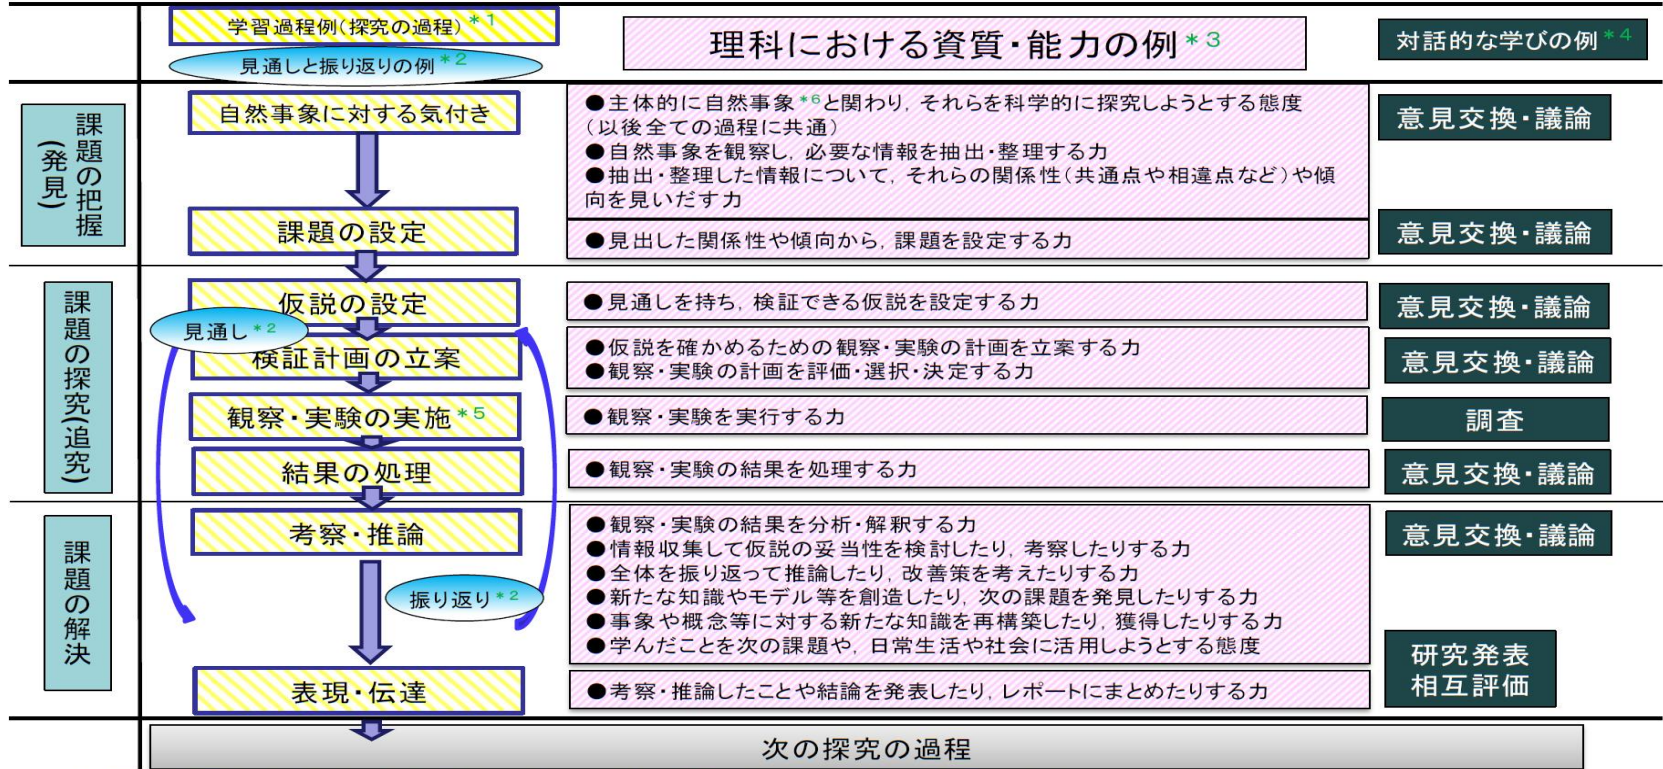 学習過程例(探究の過程)*1
見通しと振り返りの例*2
理科における資質・能力の例*3
対話的な学びの例*4
課題の把握
(発見)
自然事象に対する気付き
●主体的に自然事象*6と関わり, それらを科学的に探究しようとする態度
(以後全ての過程に共通)
●自然事象を観察し, 必要な情報を抽出・整理する力
●抽出・整理した情報について, それらの関係性(共通点や相違点など)や傾
向を見いだす力
意見交換・議論
課題の設定
●見出した関係性や傾向から, 課題を設定する力
意見交換・議論
課題の探究(追究)
仮説の設定
●見通しを持ち, 検証できる仮説を設定する力
意見交換・議論
見通し*2
検証計画の立案
●仮説を確かめるための観察・実験の計画を立案する力
●観察・実験の計画を評価・選択・決定する力
意見交換・議論
観察・実験の実施*5
●観察・実験を実行する力
調査
結果の処理
●観察・実験の結果を処理する力
意見交換・議論
課題の解決
考察・推論
●観察・実験の結果を分析・解釈する力
●情報収集して仮説の妥当性を検討したり, 考察したりする力
●全体を振り返って推論したり, 改善策を考えたりする力
●新たな知識やモデル等を創造したり, 次の課題を発見したりする力
●事象や概念等に対する新たな知識を再構築したり, 獲得したりする力
●学んだことを次の課題や, 日常生活や社会に活用しようとする態度
意見交換・議論
振り返り*2
表現・伝達
●考察・推論したことや結論を発表したり, レポートにまとめたりする力
研究発表
相互評価
次の探究の過程